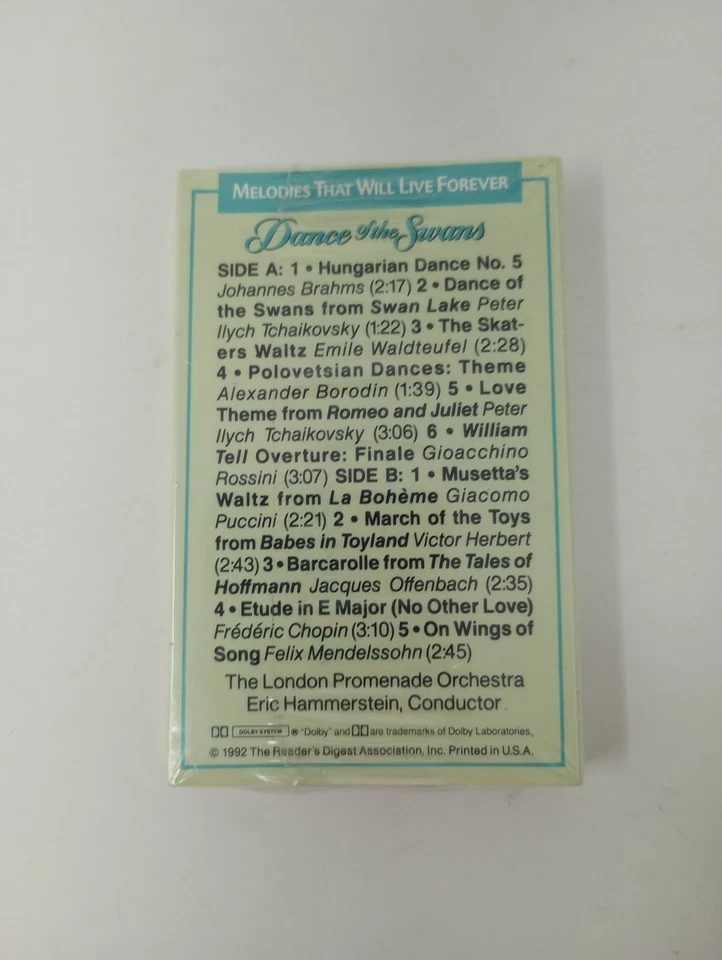 MELODIES THAT WILL LIVE FOREVER
Dance of the Swans
SIDE A: 1 • Hungarian Dance No. 5
Johannes Brahms (2:17) 2 • Dance of
the Swans from Swan Lake Peter
Ilych Tchaikovsky (1:22) 3 • The Skat-
ers Waltz Emile Waldteufel (2:28)
4 • Polovetsian Dances: Theme
Alexander Borodin (1:39) 5 • Love
Theme from Romeo and Juliet Peter
Ilych Tchaikovsky (3:06) 6 • William
Tell Overture: Finale Gioacchino
Rossini (3:07) SIDE B: 1 • Musetta's
Waltz from La Bohème Giacomo
Puccini (2:21) 2 • March of the Toys
from Babes in Toyland Victor Herbert
(2:43) 3 • Barcarolle from The Tales of
Hoffmann Jacques Offenbach (2:35)
4 • Etude in E Major (No Other Love)
Frédéric Chopin (3:10) 5 • On Wings of
Song Felix Mendelssohn (2:45)
The London Promenade Orchestra
Eric Hammerstein, Conductor
DOLBY SYSTEM ® "Dolby" and are trademarks of Dolby Laboratories.
© 1992 The Reader's Digest Association, Inc. Printed in U.S.A.